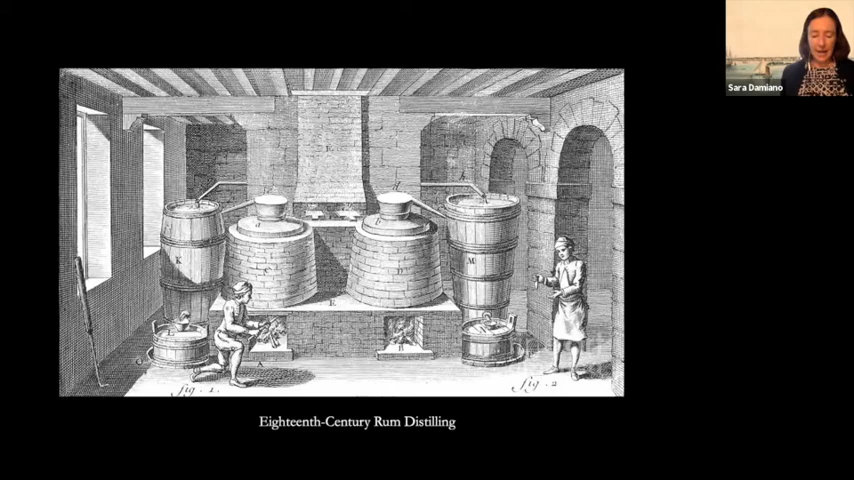 Sara Damiano
K
C
D
E
M
fig. 1.
fig. 2
Eighteenth-Century Rum Distilling